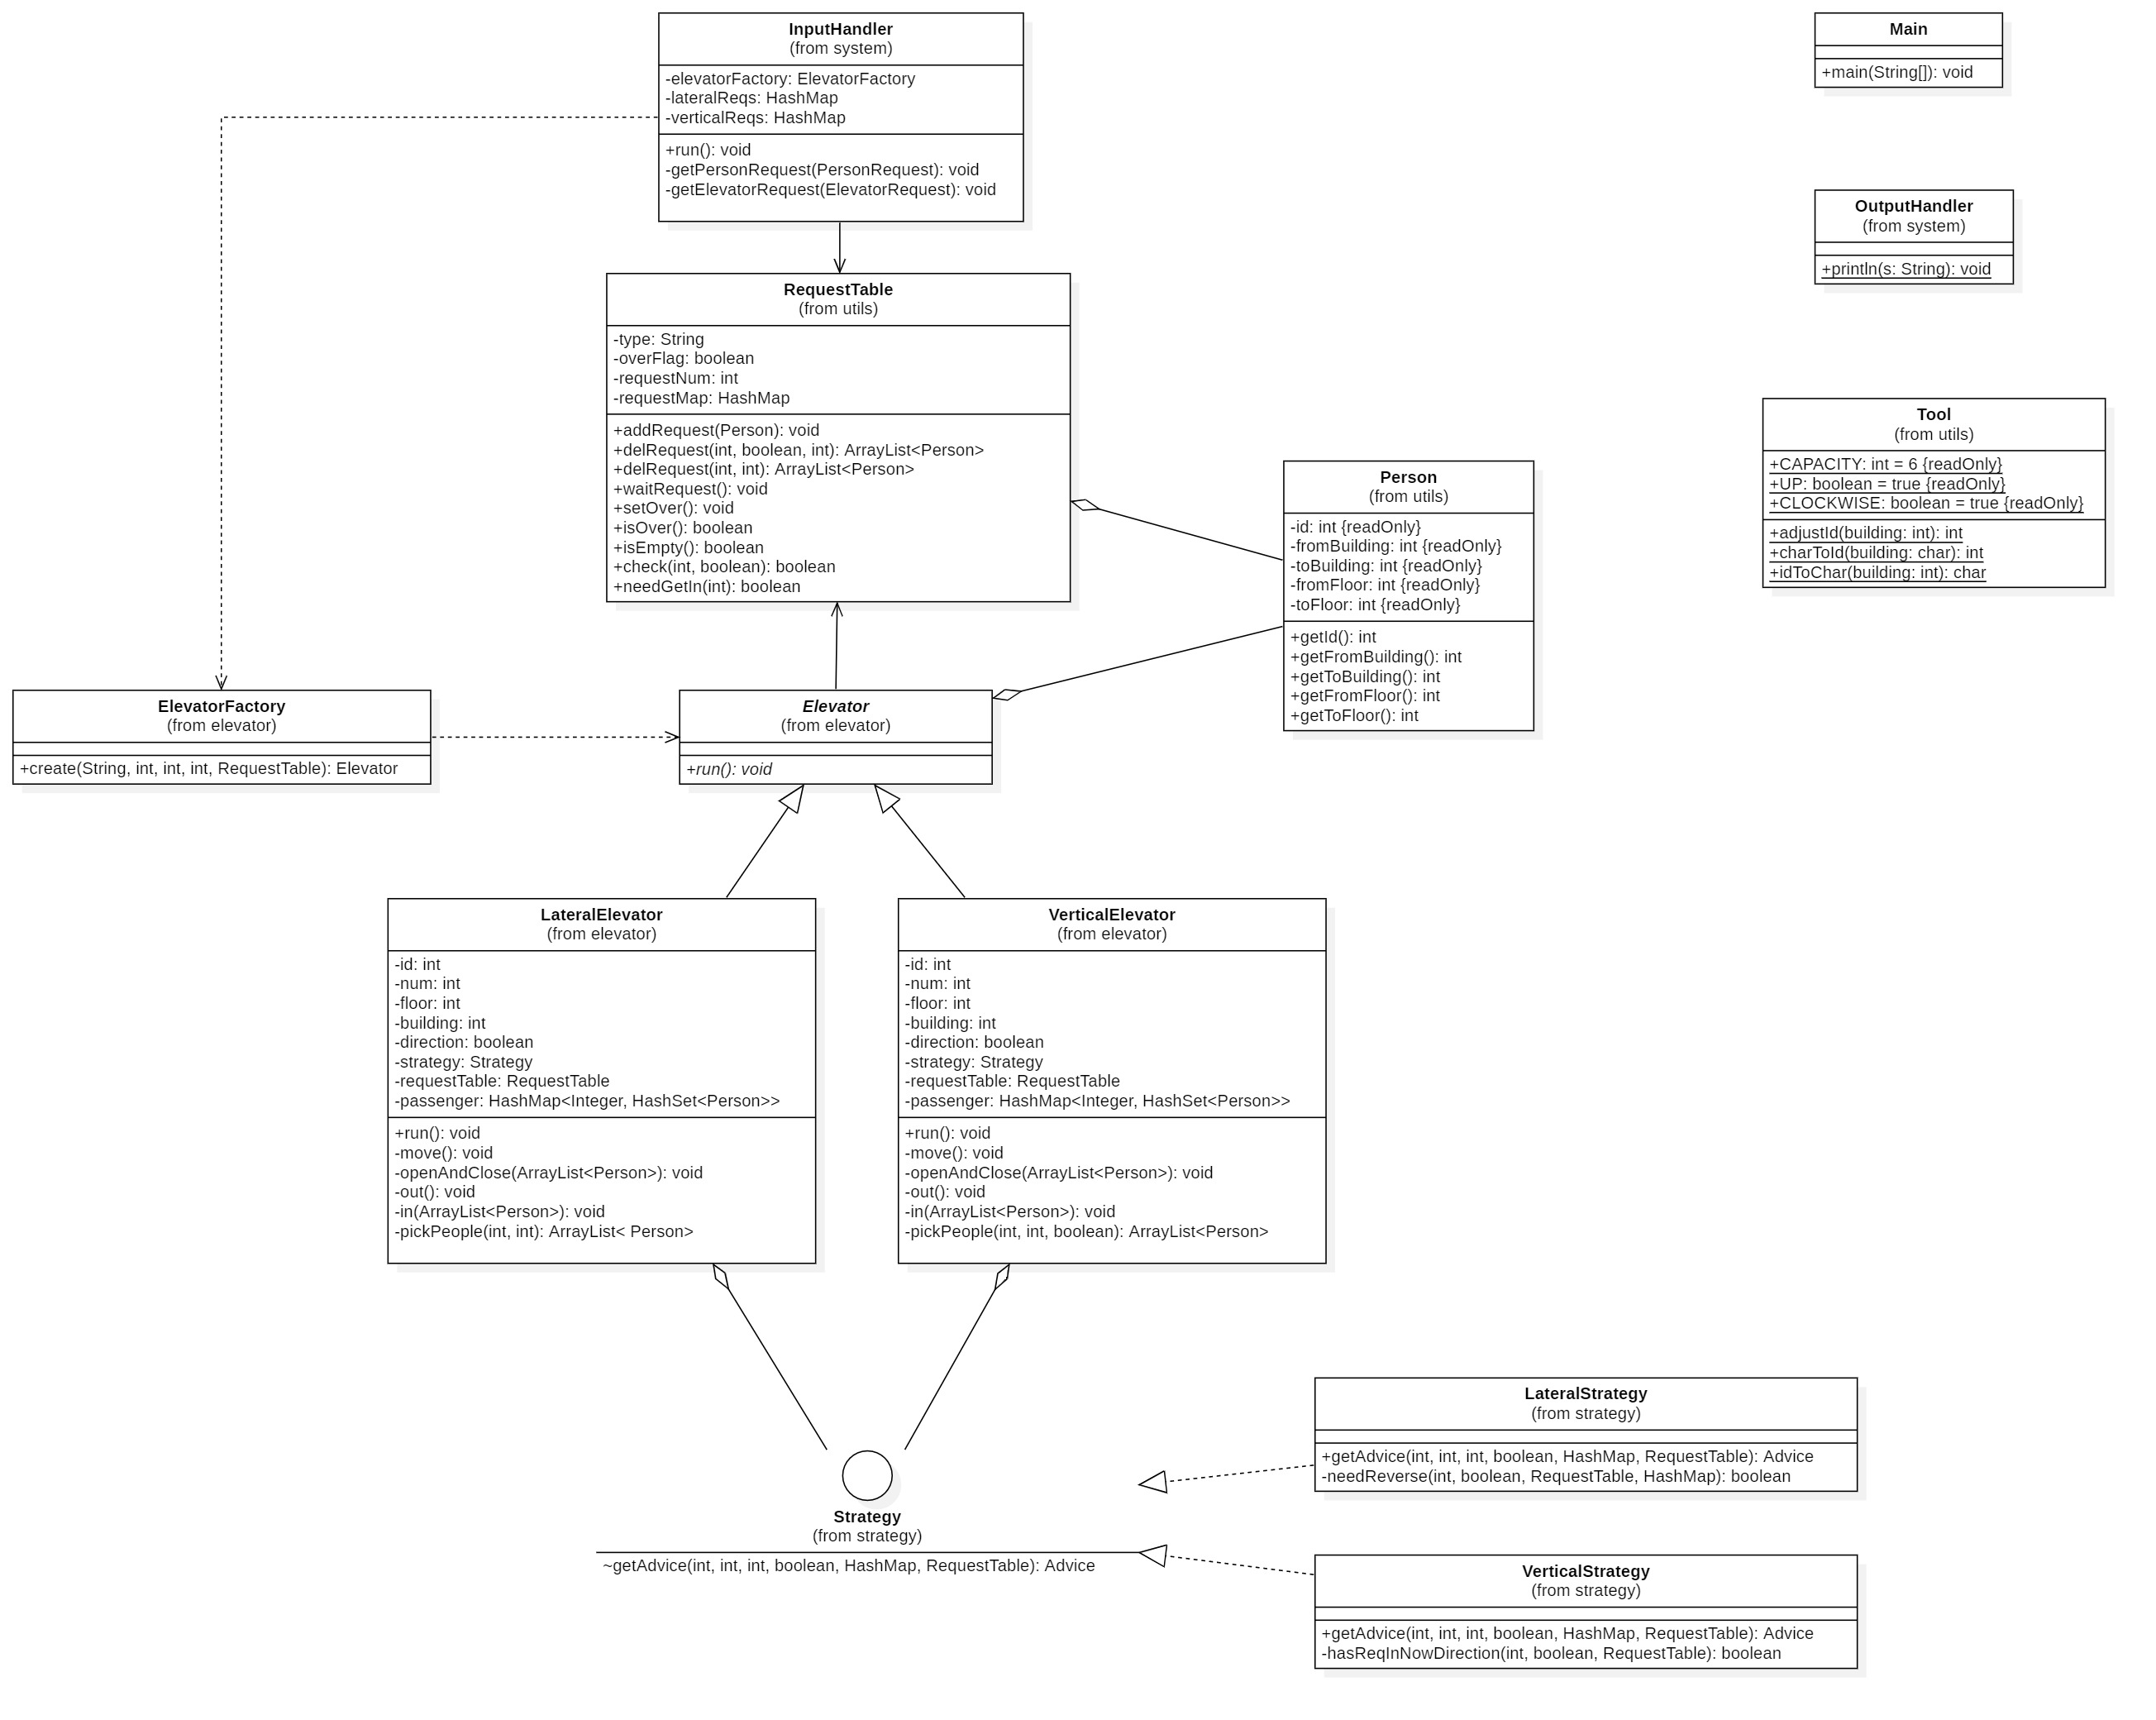 InputHandler
(from system)
-elevatorFactory: ElevatorFactory
-lateralReqs: HashMap
-verticalReqs: HashMap
+run(): void
-getPersonRequest(PersonRequest): void
-getElevatorRequest(ElevatorRequest): void
Main
+main(String[]): void
OutputHandler
(from system)
+println(s: String): void
RequestTable
(from utils)
-type: String
-overFlag: boolean
-requestNum: int
-requestMap: HashMap
+addRequest(Person): void
+delRequest(int, boolean, int): ArrayList<Person>
+delRequest(int, int): ArrayList<Person>
+waitRequest(): void
+setOver(): void
+isOver(): boolean
+isEmpty(): boolean
+check(int, boolean): boolean
+needGetIn(int): boolean
Tool
(from utils)
+CAPACITY: int = 6 {readOnly}
+UP: boolean = true {readOnly}
+CLOCKWISE: boolean = true {readOnly}
+adjustId(building: int): int
+charToId(building: char): int
+idToChar(building: int): char
Person
(from utils)
-id: int {readOnly}
-fromBuilding: int {readOnly}
-toBuilding: int {readOnly}
-fromFloor: int {readOnly}
-toFloor: int {readOnly}
+getId(): int
+getFromBuilding(): int
+getToBuilding(): int
+getFromFloor(): int
+getToFloor(): int
ElevatorFactory
(from elevator)
+create(String, int, int, int, RequestTable): Elevator
Elevator
(from elevator)
+run(): void
LateralElevator
(from elevator)
-id: int
-num: int
-floor: int
-building: int
-direction: boolean
-strategy: Strategy
-requestTable: RequestTable
-passenger: HashMap<Integer, HashSet<Person>>
+run(): void
-move(): void
-openAndClose(ArrayList<Person>): void
-out(): void
-in(ArrayList<Person>): void
-pickPeople(int, int): ArrayList< Person>
VerticalElevator
(from elevator)
-id: int
-num: int
-floor: int
-building: int
-direction: boolean
-strategy: Strategy
-requestTable: RequestTable
-passenger: HashMap<Integer, HashSet<Person>>
+run(): void
-move(): void
-openAndClose(ArrayList<Person>): void
-out(): void
-in(ArrayList<Person>): void
-pickPeople(int, int, boolean): ArrayList<Person>
Strategy
(from strategy)
~getAdvice(int, int, int, boolean, HashMap, RequestTable): Advice
LateralStrategy
(from strategy)
+getAdvice(int, int, int, boolean, HashMap, RequestTable): Advice
-needReverse(int, boolean, RequestTable, HashMap): boolean
VerticalStrategy
(from strategy)
+getAdvice(int, int, int, boolean, HashMap, RequestTable): Advice
-hasReqInNowDirection(int, boolean, RequestTable): boolean